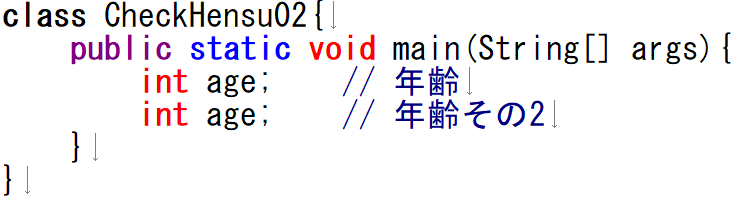 class CheckHensu02{
    public static void main(String[] args){
        int age;    // 年齢
        int age;    // 年齢その2
    }
}